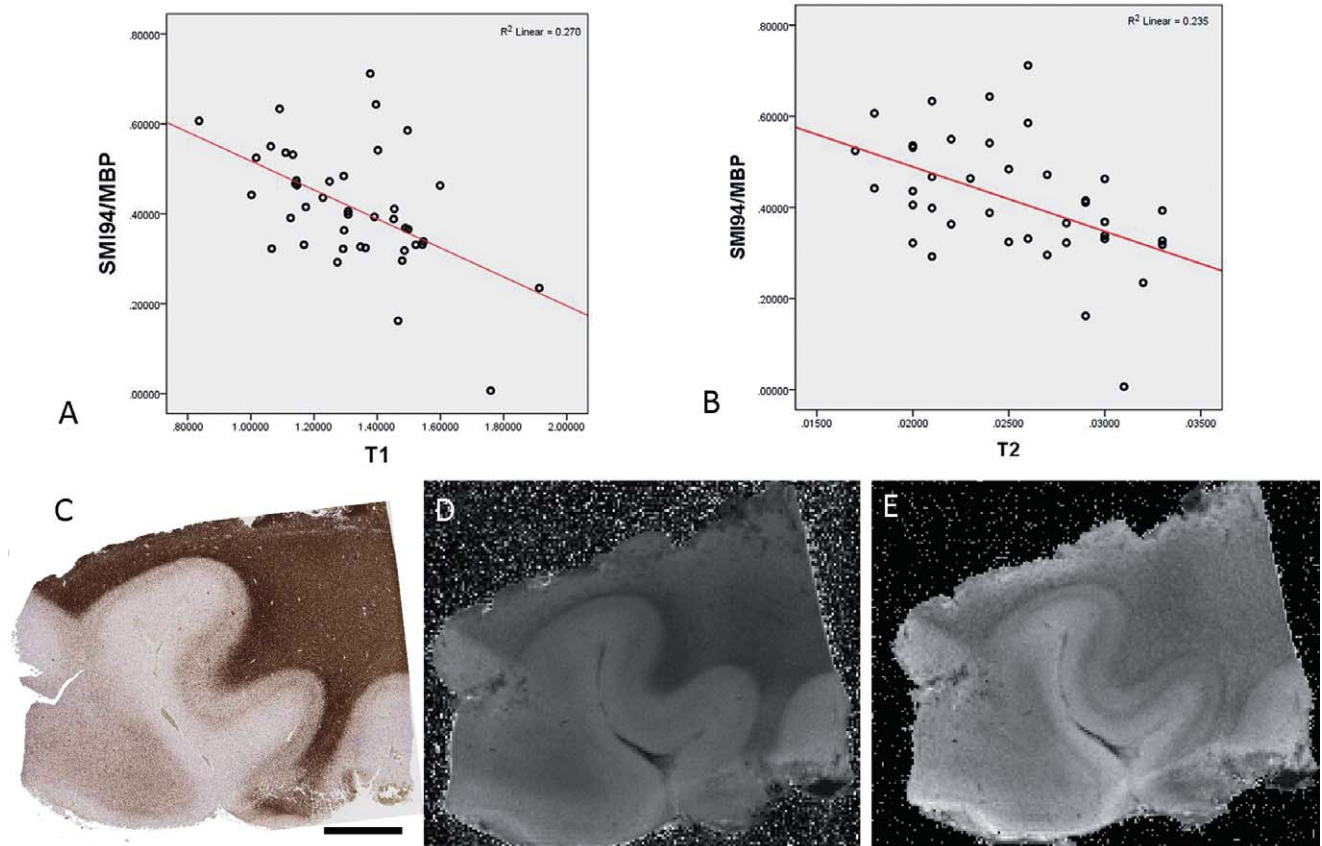 R² Linear = 0.270
.80000
.60000
.40000
.20000
.00000
SMI94/MBP
.80000 1.00000 1.20000 1.40000 1.60000 1.80000 2.00000
T1
A
R² Linear = 0.235
.80000
.60000
.40000
.20000
.00000
SMI94/MBP
.01500 .02000 .02500 .03000 .03500
T2
B
C
D
E